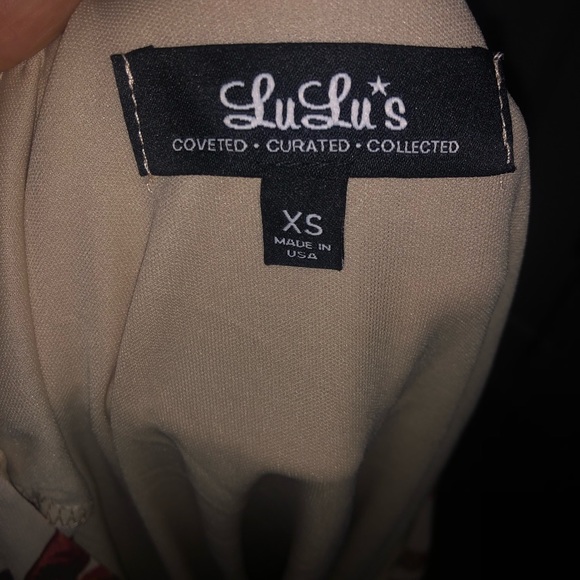 LuLu's
COVETED • CURATED • COLLECTED
XS
MADE IN
USA